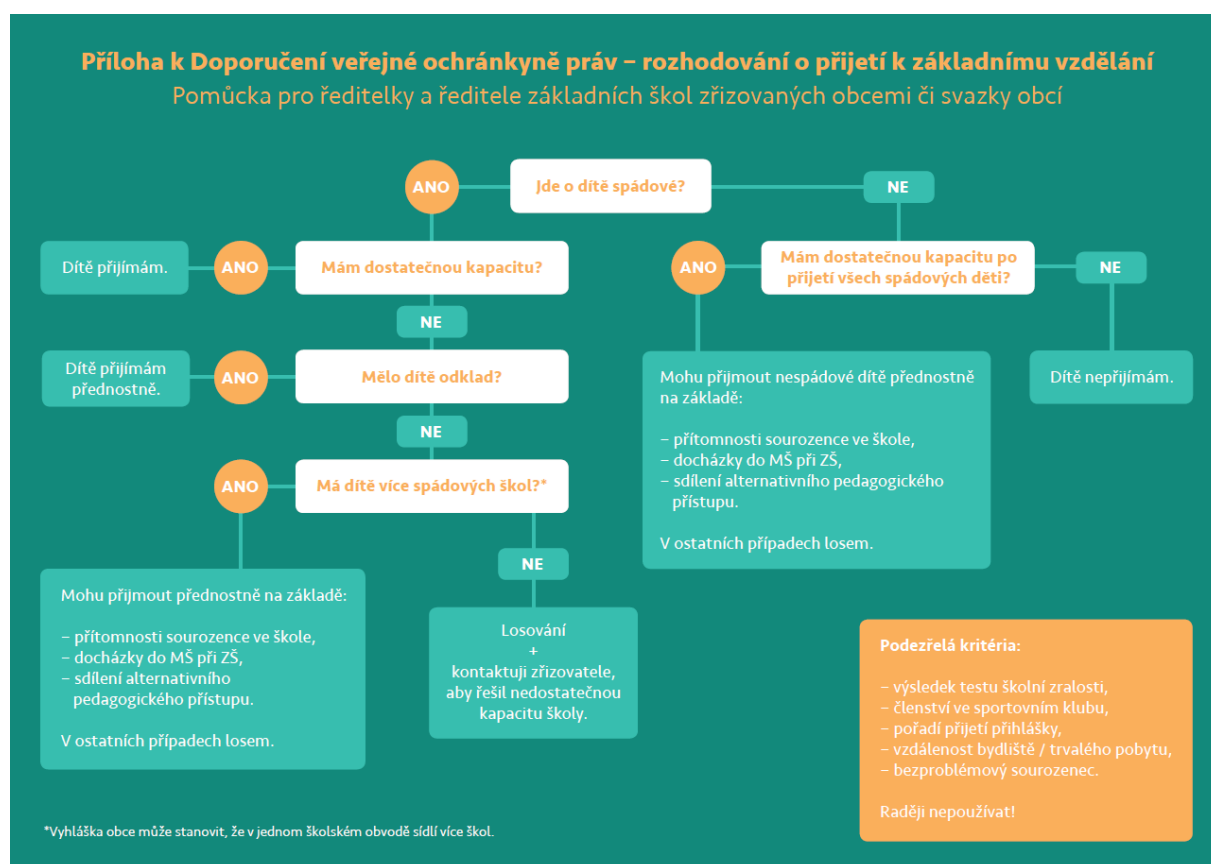 Příloha k Doporučení veřejné ochránkyně práv – rozhodování o přijetí k základnímu vzdělání
Pomůcka pro ředitelky a ředitele základních škol zřizovaných obcemi či svazky obcí
ANO
Jde o dítě spádové?
NE
Dítě přijímám.
ANO
Mám dostatečnou kapacitu?
ANO
Mám dostatečnou kapacitu po
přijetí všech spádových děti?
NE
NE
Dítě přijímám
přednostně.
ANO
Mělo dítě odklad?
NE
ANO
Má dítě více spádových škol?*
NE
Mohu přijmout přednostně na základě:
– přítomnosti sourozence ve škole,
– docházky do MŠ při ZŠ,
– sdílení alternativního
pedagogického přístupu.
V ostatních případech losem.
Losování
+
kontaktuji zřizovatele,
aby řešil nedostatečnou
kapacitu školy.
Mohu přijmout nespádové dítě přednostně
na základě:
– přítomnosti sourozence ve škole,
– docházky do MŠ při ZŠ,
– sdílení alternativního pedagogického
přístupu.
V ostatních případech losem.
Dítě nepřijímám.
Podezřelá kritéria:
– výsledek testu školní zralosti,
– členství ve sportovním klubu,
– pořadí přijetí přihlášky,
– vzdálenost bydliště / trvalého pobytu,
– bezproblémový sourozenec.
Raději nepoužívat!
*Vyhláška obce může stanovit, že v jednom školském obvodě sídlí více škol.